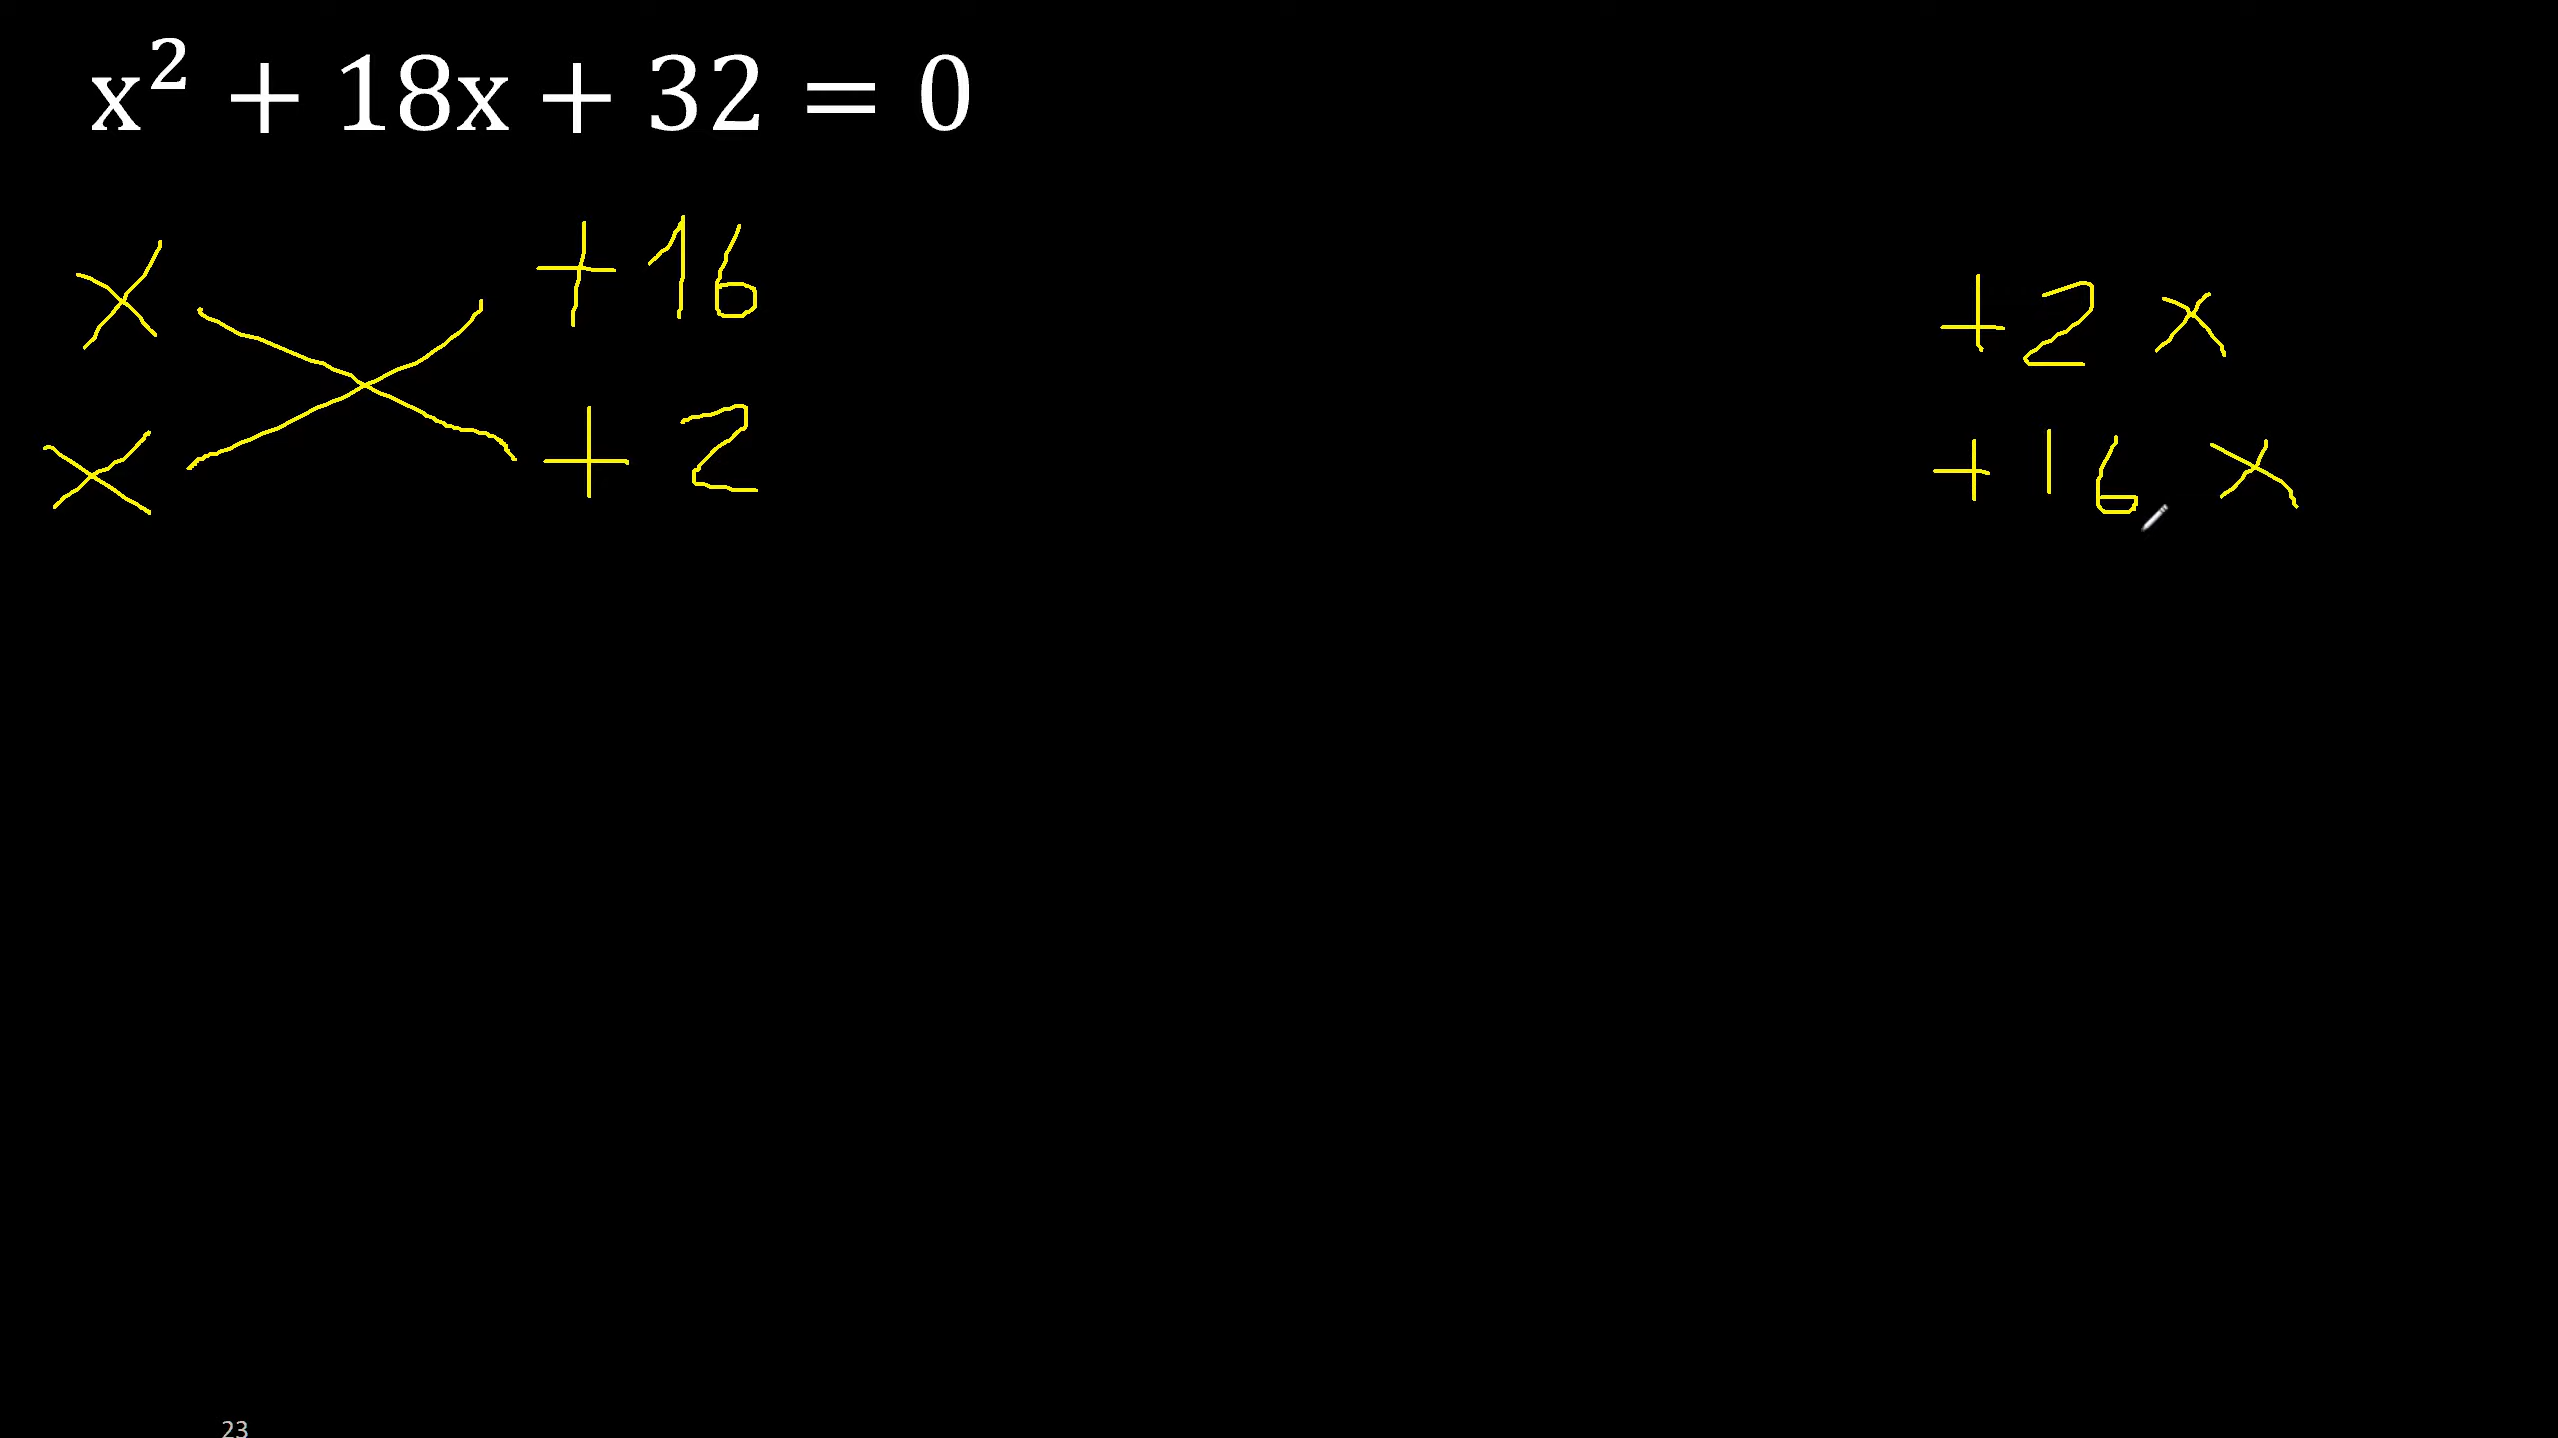 x² + 18x + 32 = 0
x +16
+2x
x +2
+16x
23